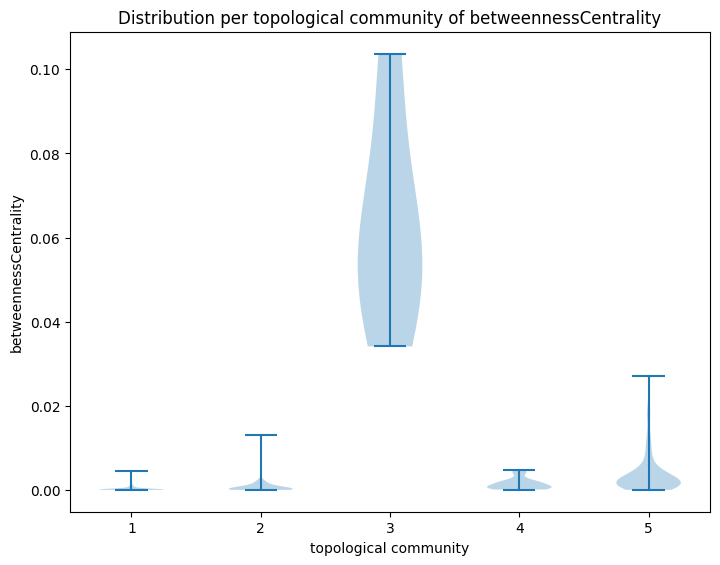 Distribution per topological community of betweennessCentrality
0.10
0.08
0.06
0.04
0.02
0.00
betweennessCentrality
1 2 3 4 5
topological community